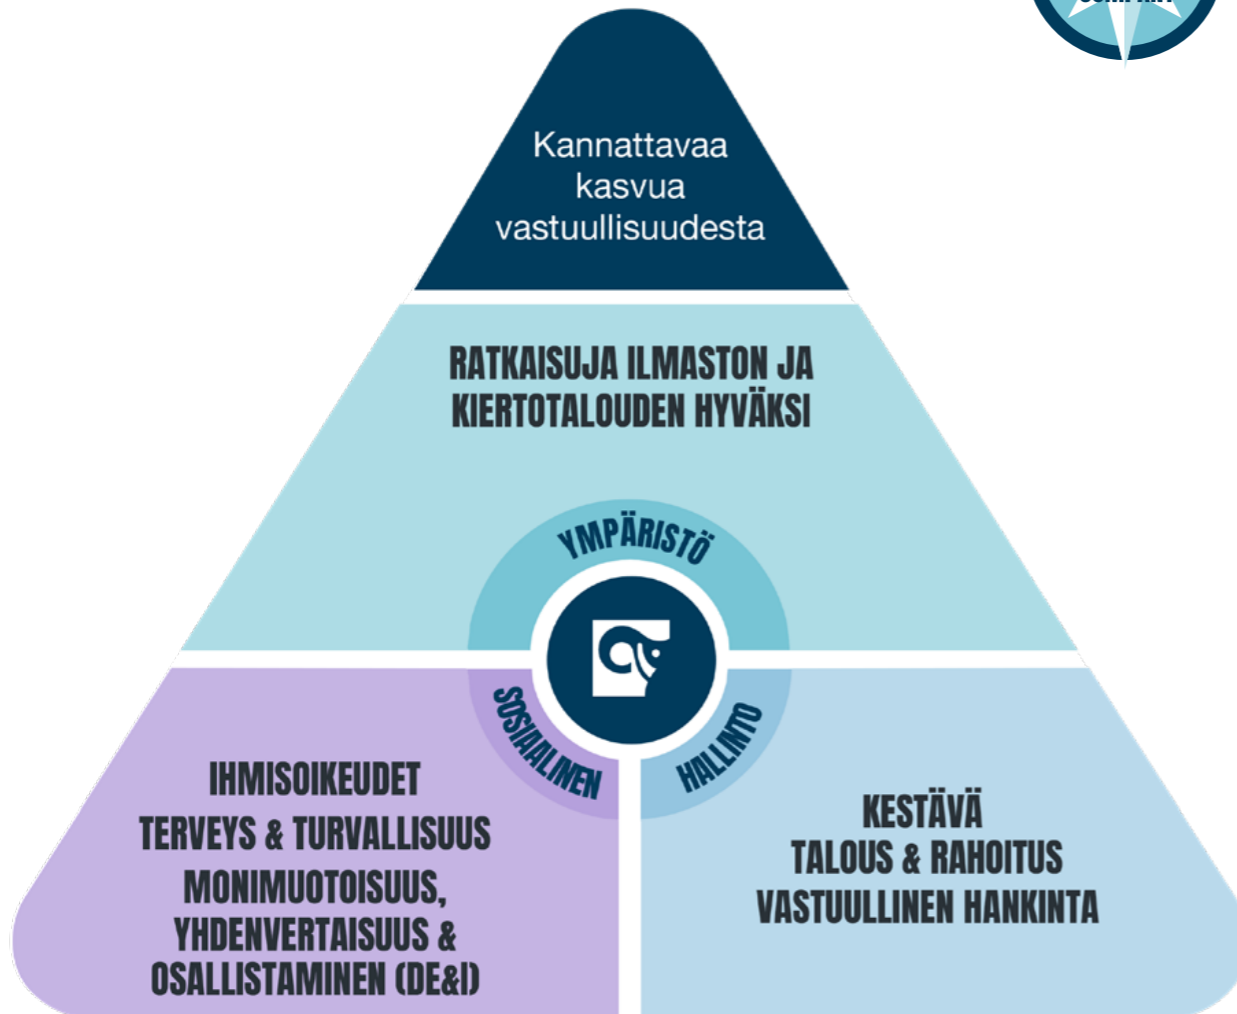 Kannattavaa
kasvua
vastuullisuudesta
RATKAISUJA ILMASTON JA
KIERTOTALOUDEN HYVÄKSI
YMPÄRISTÖ
SOSIAALINEN
HALLINTO
IHMISOIKEUDET
TERVEYS & TURVALLISUUS
MONIMUOTOISUUS,
YHDENVERTAISUUS &
OSALLISTAMINEN (DE&I)
KESTÄVÄ
TALOUS & RAHOITUS
VASTUULLINEN HANKINTA